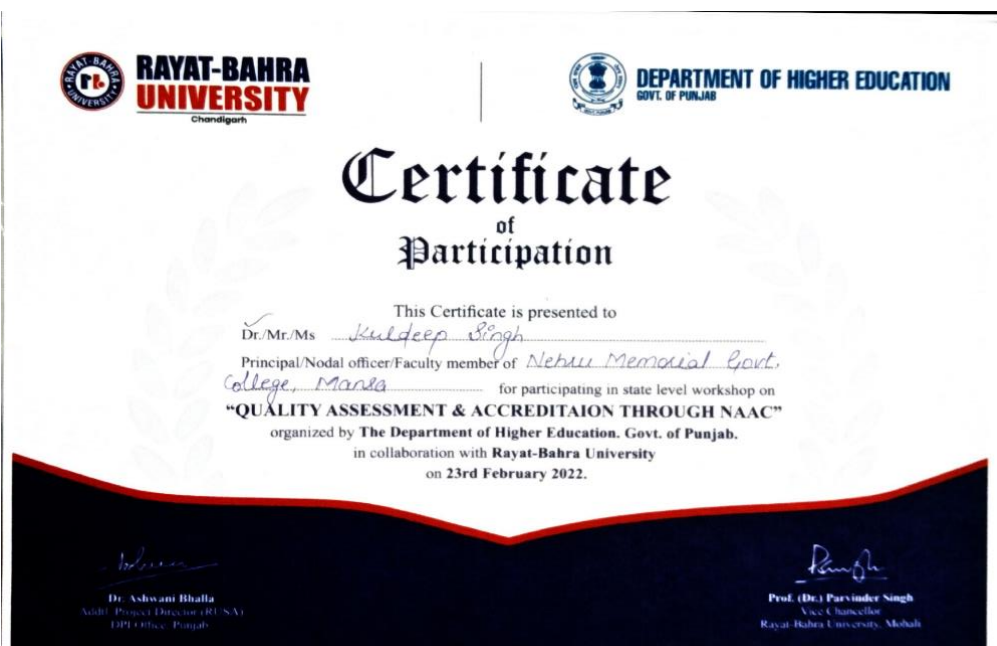 RAYAT-BAHRA UNIVERSITY
RAYAT-BAHRA
UNIVERSITY
Chandigarh
DEPARTMENT OF HIGHER EDUCATION
GOVT. OF PUNJAB
Certificate
of
Participation
This Certificate is presented to
Dr./Mr./Ms Kuldeep Singh
Principal/Nodal officer/Faculty member of Nehru Memorial Govt.
College, Mansa for participating in state level workshop on
“QUALITY ASSESSMENT & ACCREDITAION THROUGH NAAC”
organized by The Department of Higher Education. Govt. of Punjab.
in collaboration with Rayat-Bahra University
on 23rd February 2022.
Dr. Ashwani Bhalla
Addtl. Project Director (RUSA)
DPI Office, Punjab
Prof. (Dr.) Parvinder Singh
Vice Chancellor
Rayat-Bahra University, Mohali